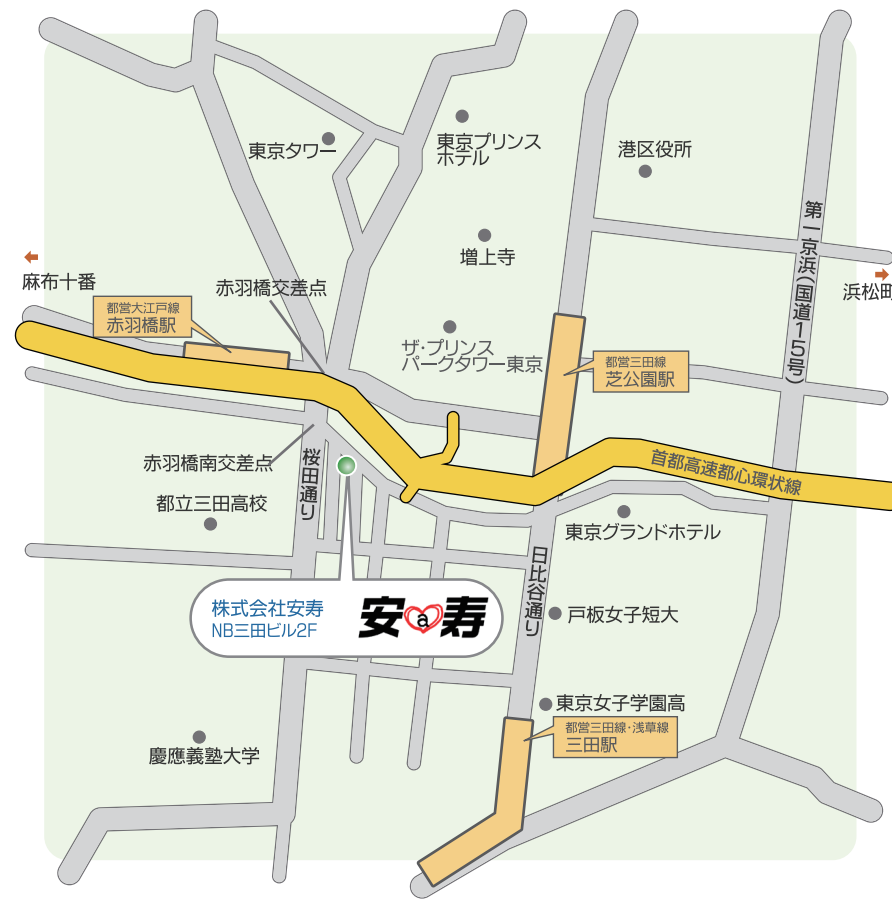 東京タワー
東京プリンス
ホテル
港区役所
第一京浜(国道15号)
増上寺
麻布十番
赤羽橋交差点
都営大江戸線
赤羽橋駅
ザ・プリンス
パークタワー東京
都営三田線
芝公園駅
首都高速都心環状線
赤羽橋南交差点
桜田通り
都立三田高校
東京グランドホテル
日比谷通り
株式会社安寿
NB三田ビル2F
安a寿
戸板女子短大
東京女子学園高
都営三田線・浅草線
三田駅
慶應義塾大学
浜松町